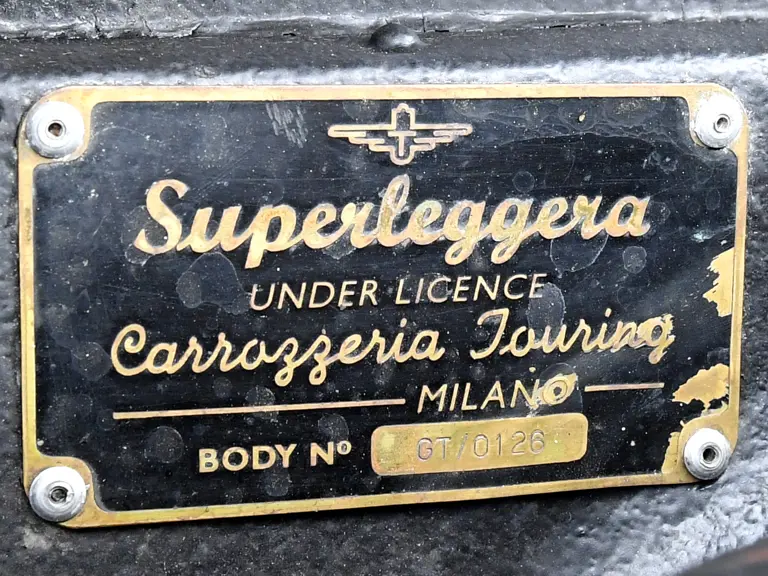 Superleggera
UNDER LICENCE
Carrozzeria Touring
MILANO
BODY Nº GT/0126